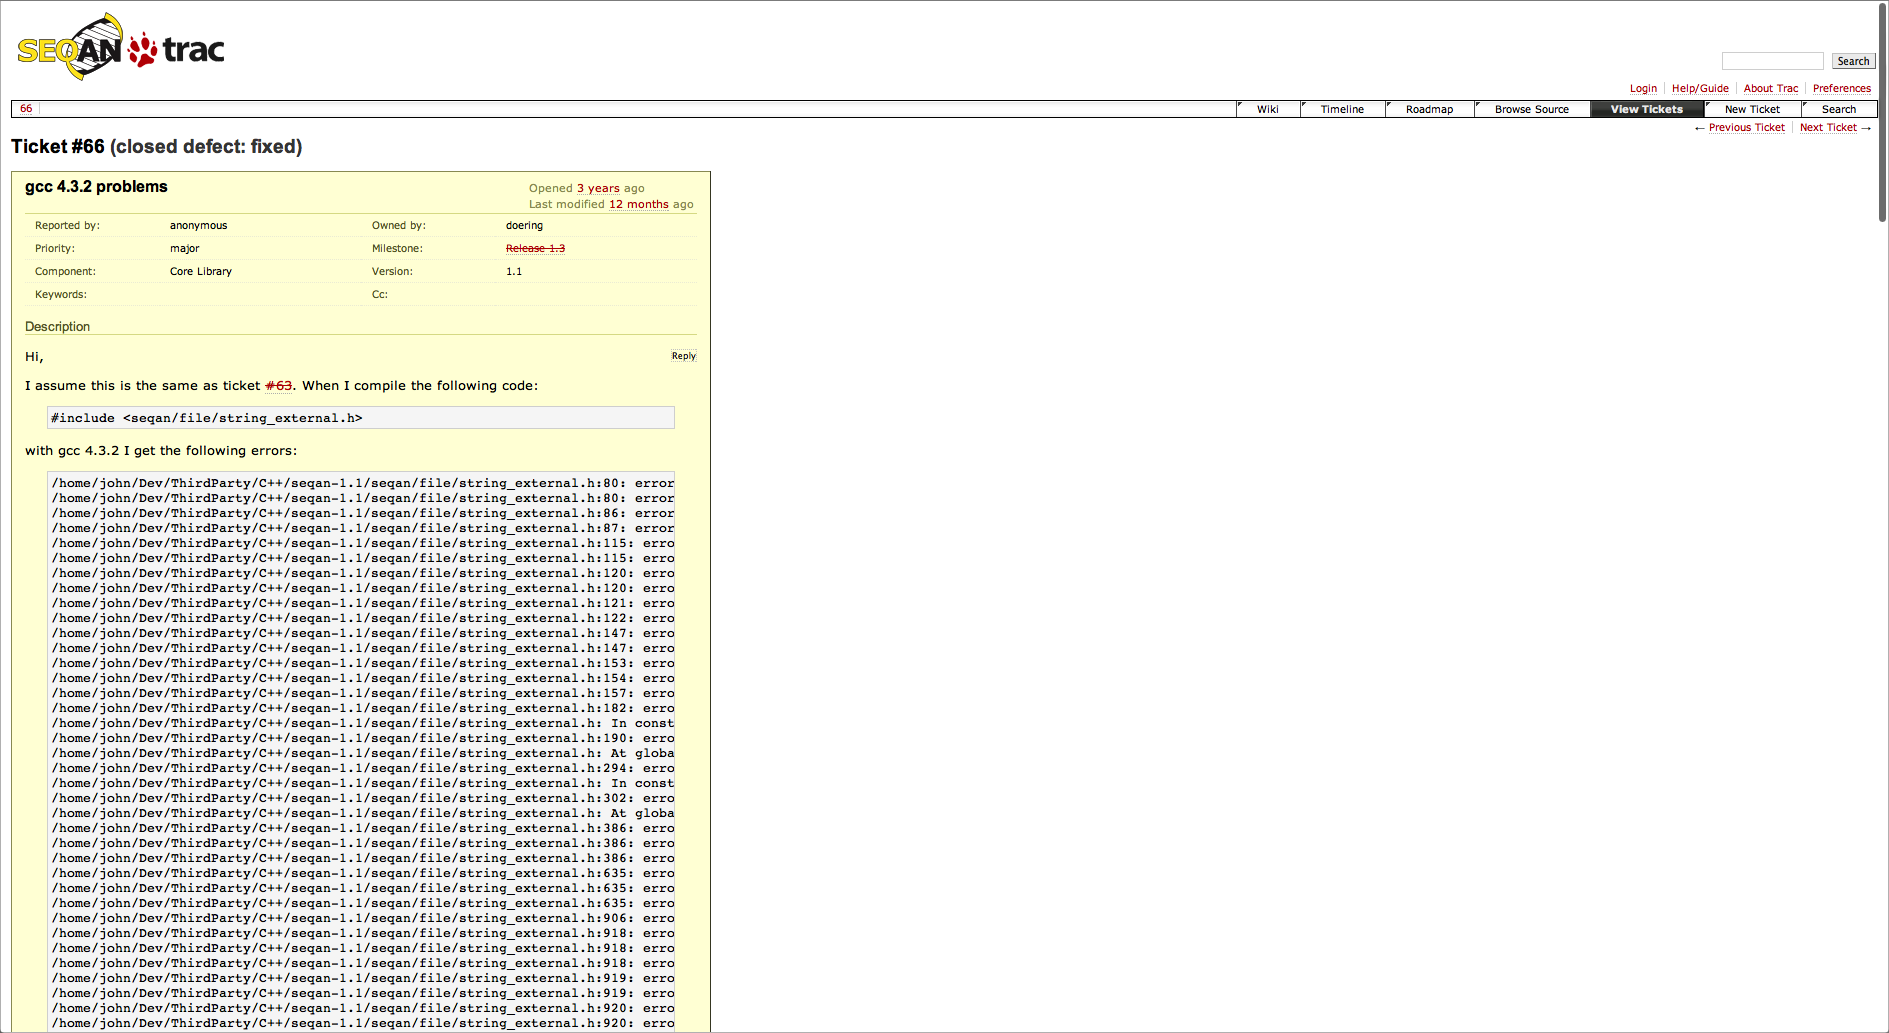 SEQAN trac
Search
Login Help/Guide About Trac Preferences
66 Wiki Timeline Roadmap Browse Source View Tickets New Ticket Search
← Previous Ticket Next Ticket →
Ticket #66 (closed defect: fixed)
gcc 4.3.2 problems
Opened 3 years ago
Last modified 12 months ago
Reported by: anonymous Owned by: doering
Priority: major Milestone: Release 1.3
Component: Core Library Version: 1.1
Keywords: Cc:
Description
Hi, Reply
I assume this is the same as ticket #63. When I compile the following code:
#include <seqan/file/string_external.h>
with gcc 4.3.2 I get the following errors:
/home/john/Dev/ThirdParty/C++/seqan-1.1/seqan/file/string_external.h:80: error
/home/john/Dev/ThirdParty/C++/seqan-1.1/seqan/file/string_external.h:80: error
/home/john/Dev/ThirdParty/C++/seqan-1.1/seqan/file/string_external.h:86: error
/home/john/Dev/ThirdParty/C++/seqan-1.1/seqan/file/string_external.h:87: error
/home/john/Dev/ThirdParty/C++/seqan-1.1/seqan/file/string_external.h:115: erro
/home/john/Dev/ThirdParty/C++/seqan-1.1/seqan/file/string_external.h:115: erro
/home/john/Dev/ThirdParty/C++/seqan-1.1/seqan/file/string_external.h:120: erro
/home/john/Dev/ThirdParty/C++/seqan-1.1/seqan/file/string_external.h:120: erro
/home/john/Dev/ThirdParty/C++/seqan-1.1/seqan/file/string_external.h:121: erro
/home/john/Dev/ThirdParty/C++/seqan-1.1/seqan/file/string_external.h:122: erro
/home/john/Dev/ThirdParty/C++/seqan-1.1/seqan/file/string_external.h:147: erro
/home/john/Dev/ThirdParty/C++/seqan-1.1/seqan/file/string_external.h:147: erro
/home/john/Dev/ThirdParty/C++/seqan-1.1/seqan/file/string_external.h:153: erro
/home/john/Dev/ThirdParty/C++/seqan-1.1/seqan/file/string_external.h:154: erro
/home/john/Dev/ThirdParty/C++/seqan-1.1/seqan/file/string_external.h:157: erro
/home/john/Dev/ThirdParty/C++/seqan-1.1/seqan/file/string_external.h:182: erro
/home/john/Dev/ThirdParty/C++/seqan-1.1/seqan/file/string_external.h: In const
/home/john/Dev/ThirdParty/C++/seqan-1.1/seqan/file/string_external.h:190: erro
/home/john/Dev/ThirdParty/C++/seqan-1.1/seqan/file/string_external.h: At globa
/home/john/Dev/ThirdParty/C++/seqan-1.1/seqan/file/string_external.h:294: erro
/home/john/Dev/ThirdParty/C++/seqan-1.1/seqan/file/string_external.h: In const
/home/john/Dev/ThirdParty/C++/seqan-1.1/seqan/file/string_external.h:302: erro
/home/john/Dev/ThirdParty/C++/seqan-1.1/seqan/file/string_external.h: At globa
/home/john/Dev/ThirdParty/C++/seqan-1.1/seqan/file/string_external.h:386: erro
/home/john/Dev/ThirdParty/C++/seqan-1.1/seqan/file/string_external.h:386: erro
/home/john/Dev/ThirdParty/C++/seqan-1.1/seqan/file/string_external.h:386: erro
/home/john/Dev/ThirdParty/C++/seqan-1.1/seqan/file/string_external.h:635: erro
/home/john/Dev/ThirdParty/C++/seqan-1.1/seqan/file/string_external.h:635: erro
/home/john/Dev/ThirdParty/C++/seqan-1.1/seqan/file/string_external.h:635: erro
/home/john/Dev/ThirdParty/C++/seqan-1.1/seqan/file/string_external.h:906: erro
/home/john/Dev/ThirdParty/C++/seqan-1.1/seqan/file/string_external.h:918: erro
/home/john/Dev/ThirdParty/C++/seqan-1.1/seqan/file/string_external.h:918: erro
/home/john/Dev/ThirdParty/C++/seqan-1.1/seqan/file/string_external.h:918: erro
/home/john/Dev/ThirdParty/C++/seqan-1.1/seqan/file/string_external.h:919: erro
/home/john/Dev/ThirdParty/C++/seqan-1.1/seqan/file/string_external.h:919: erro
/home/john/Dev/ThirdParty/C++/seqan-1.1/seqan/file/string_external.h:920: erro
/home/john/Dev/ThirdParty/C++/seqan-1.1/seqan/file/string_external.h:920: erro